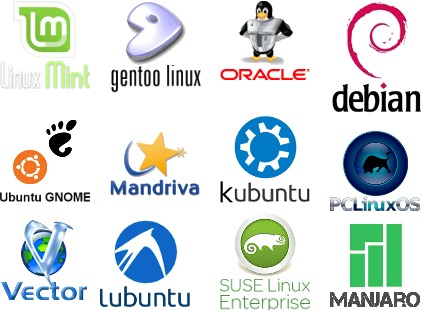 Linux Mint
gentoo linux
ORACLE
debian
Ubuntu GNOME
Mandriva
kubuntu
PCLinuxOS
Vector
lubuntu
SUSE Linux
Enterprise
MANJARO